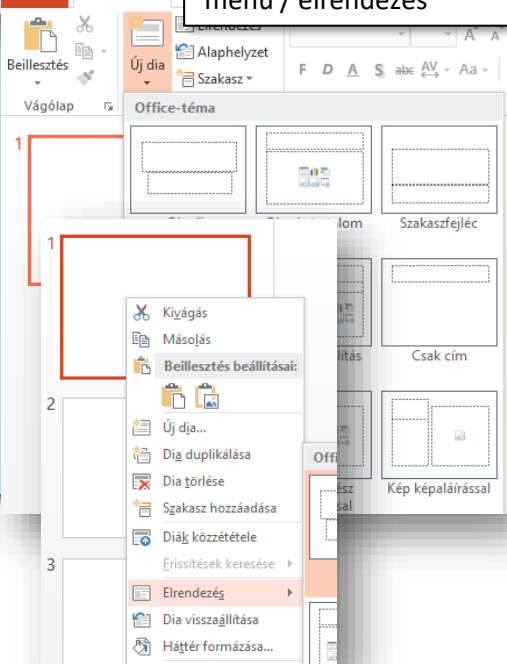 menü / elrendezés
Beillesztés
Vágólap
Új dia
Elrendezés
Alaphelyzet
Szakasz
F D A S abc AV Aa
A A
Office-téma
1
Szakaszfejléc
Csak cím
Kép képaláírással
1
2
3
Kivágás
Másolás
Beillesztés beállításai:
Új dia...
Dia duplikálása
Dia törlése
Szakasz hozzáadása
Diák közzététele
Frissítések keresése
Elrendezés
Dia visszaállítása
Háttér formázása...